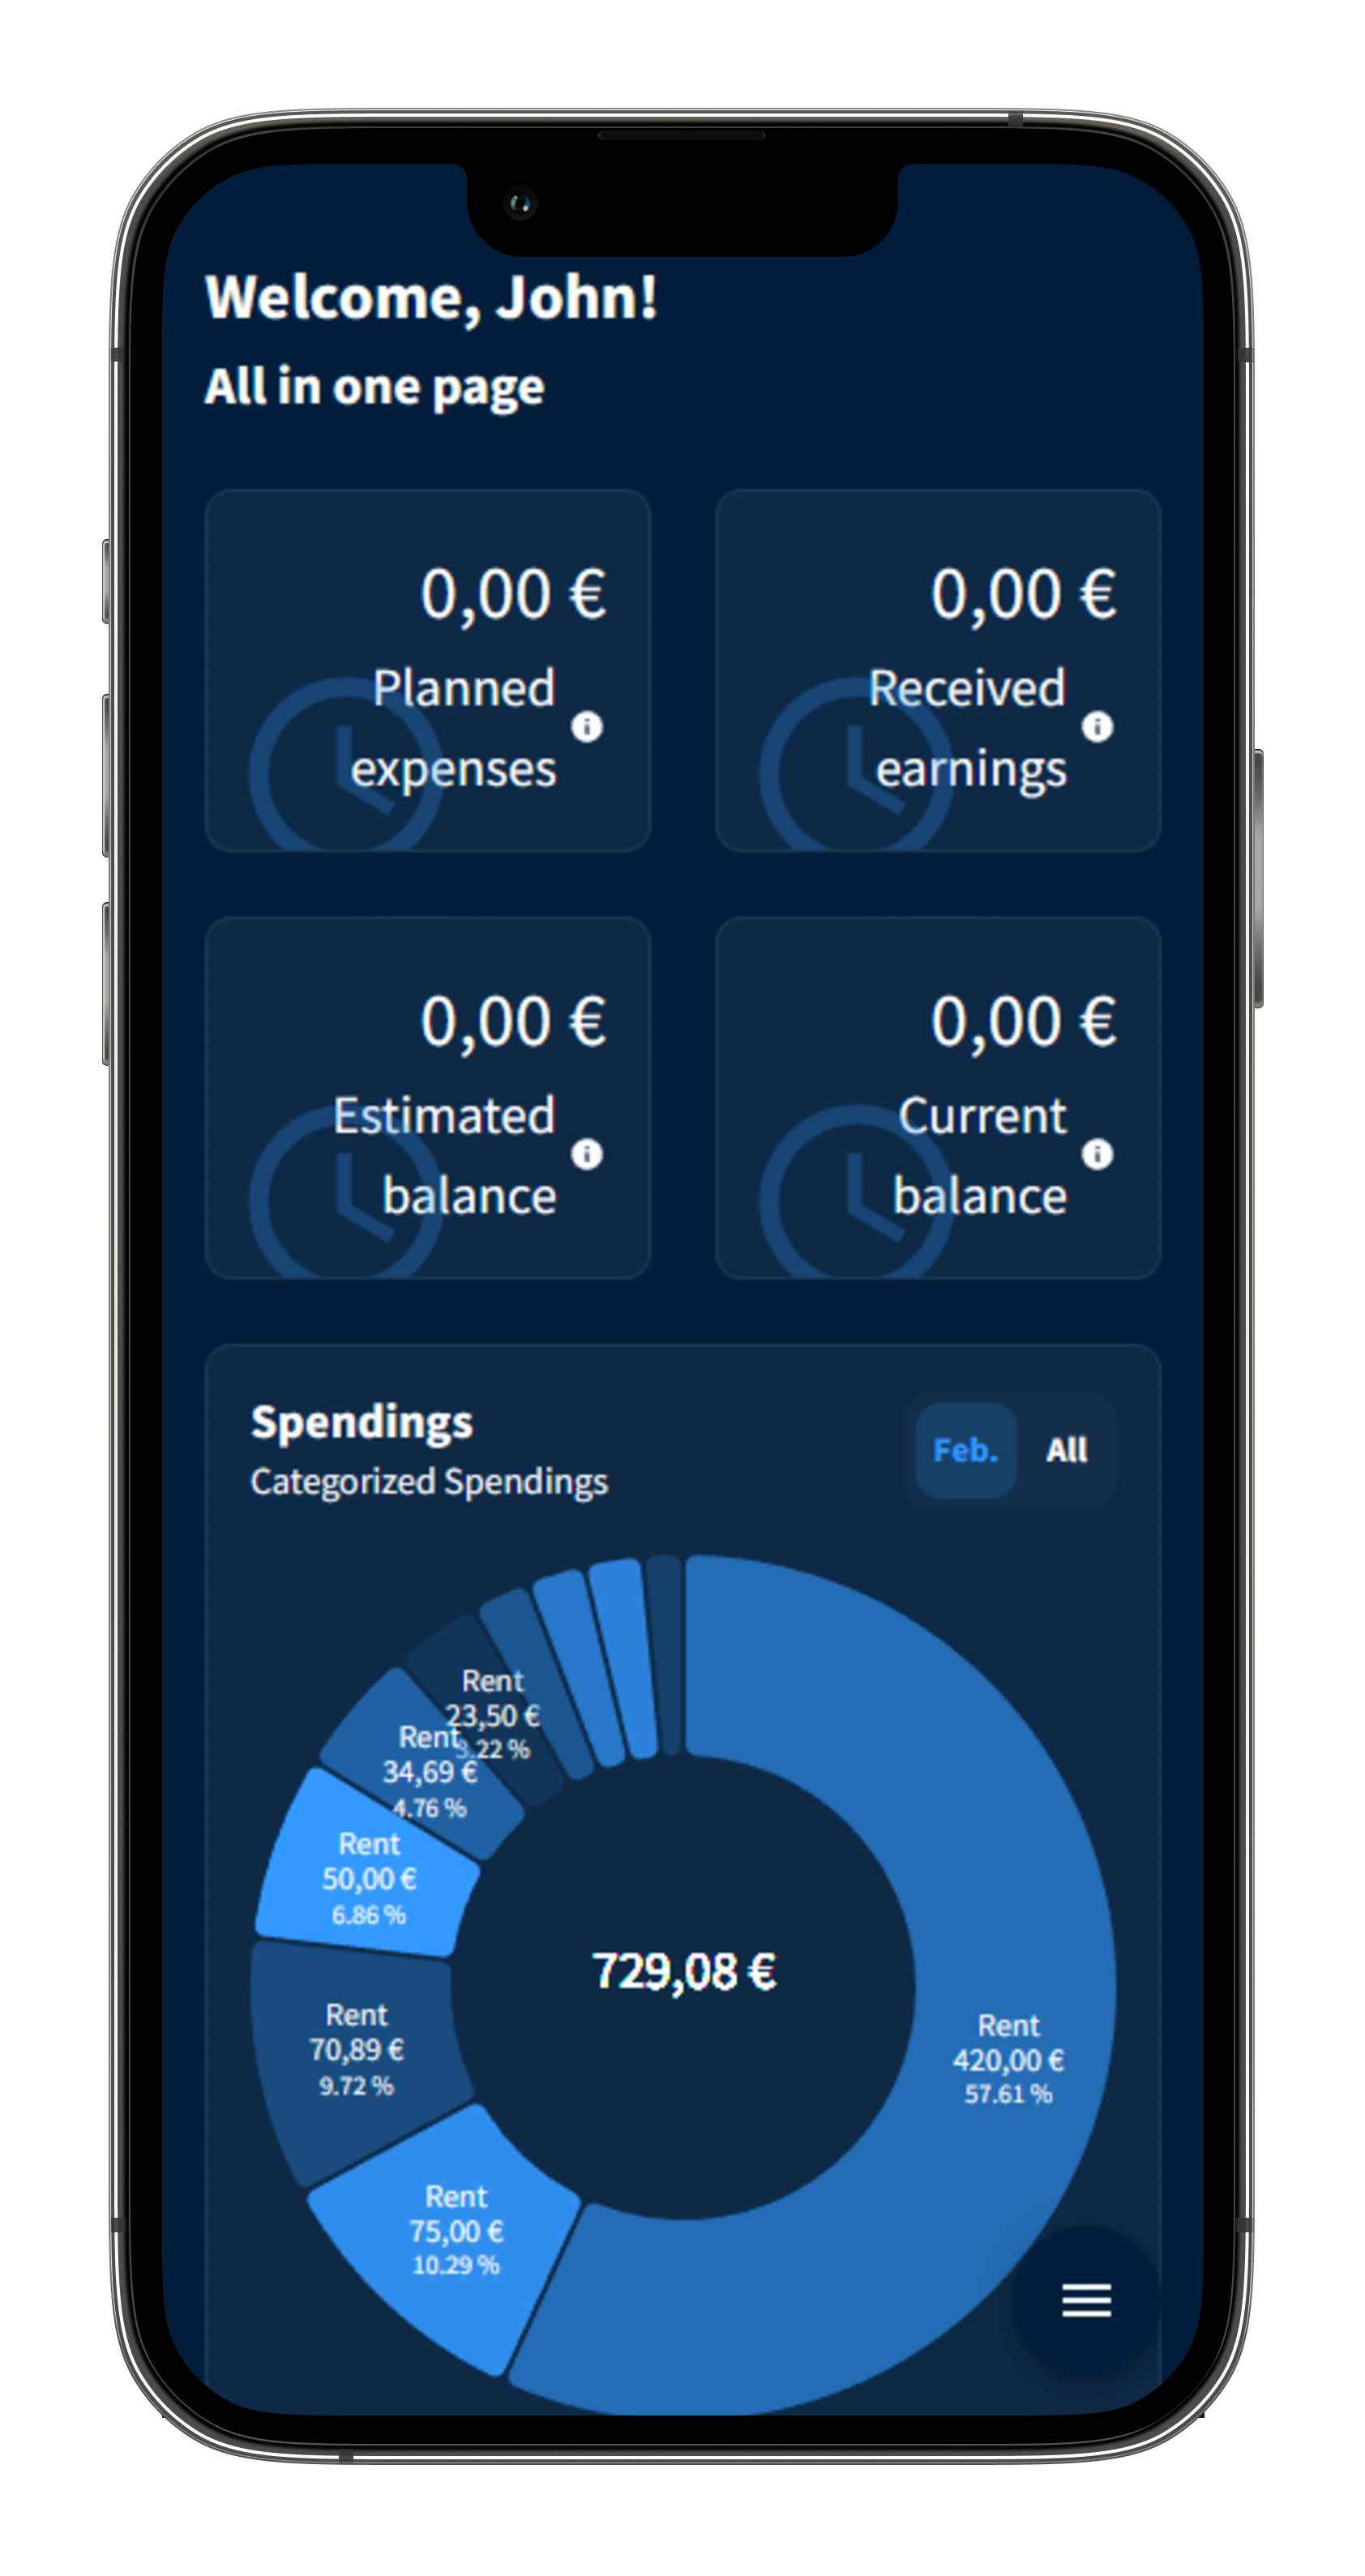 Welcome, John!
All in one page
0,00 €
Planned
expenses
0,00 €
Received
earnings
0,00 €
Estimated
balance
0,00 €
Current
balance
Spendings
Categorized Spendings
Feb.
All
Rent
23,50 €
3.22 %
Rent
34,69 €
4.76 %
Rent
50,00 €
6.86 %
Rent
70,89 €
9.72 %
Rent
75,00 €
10.29 %
729,08 €
Rent
420,00 €
57.61 %